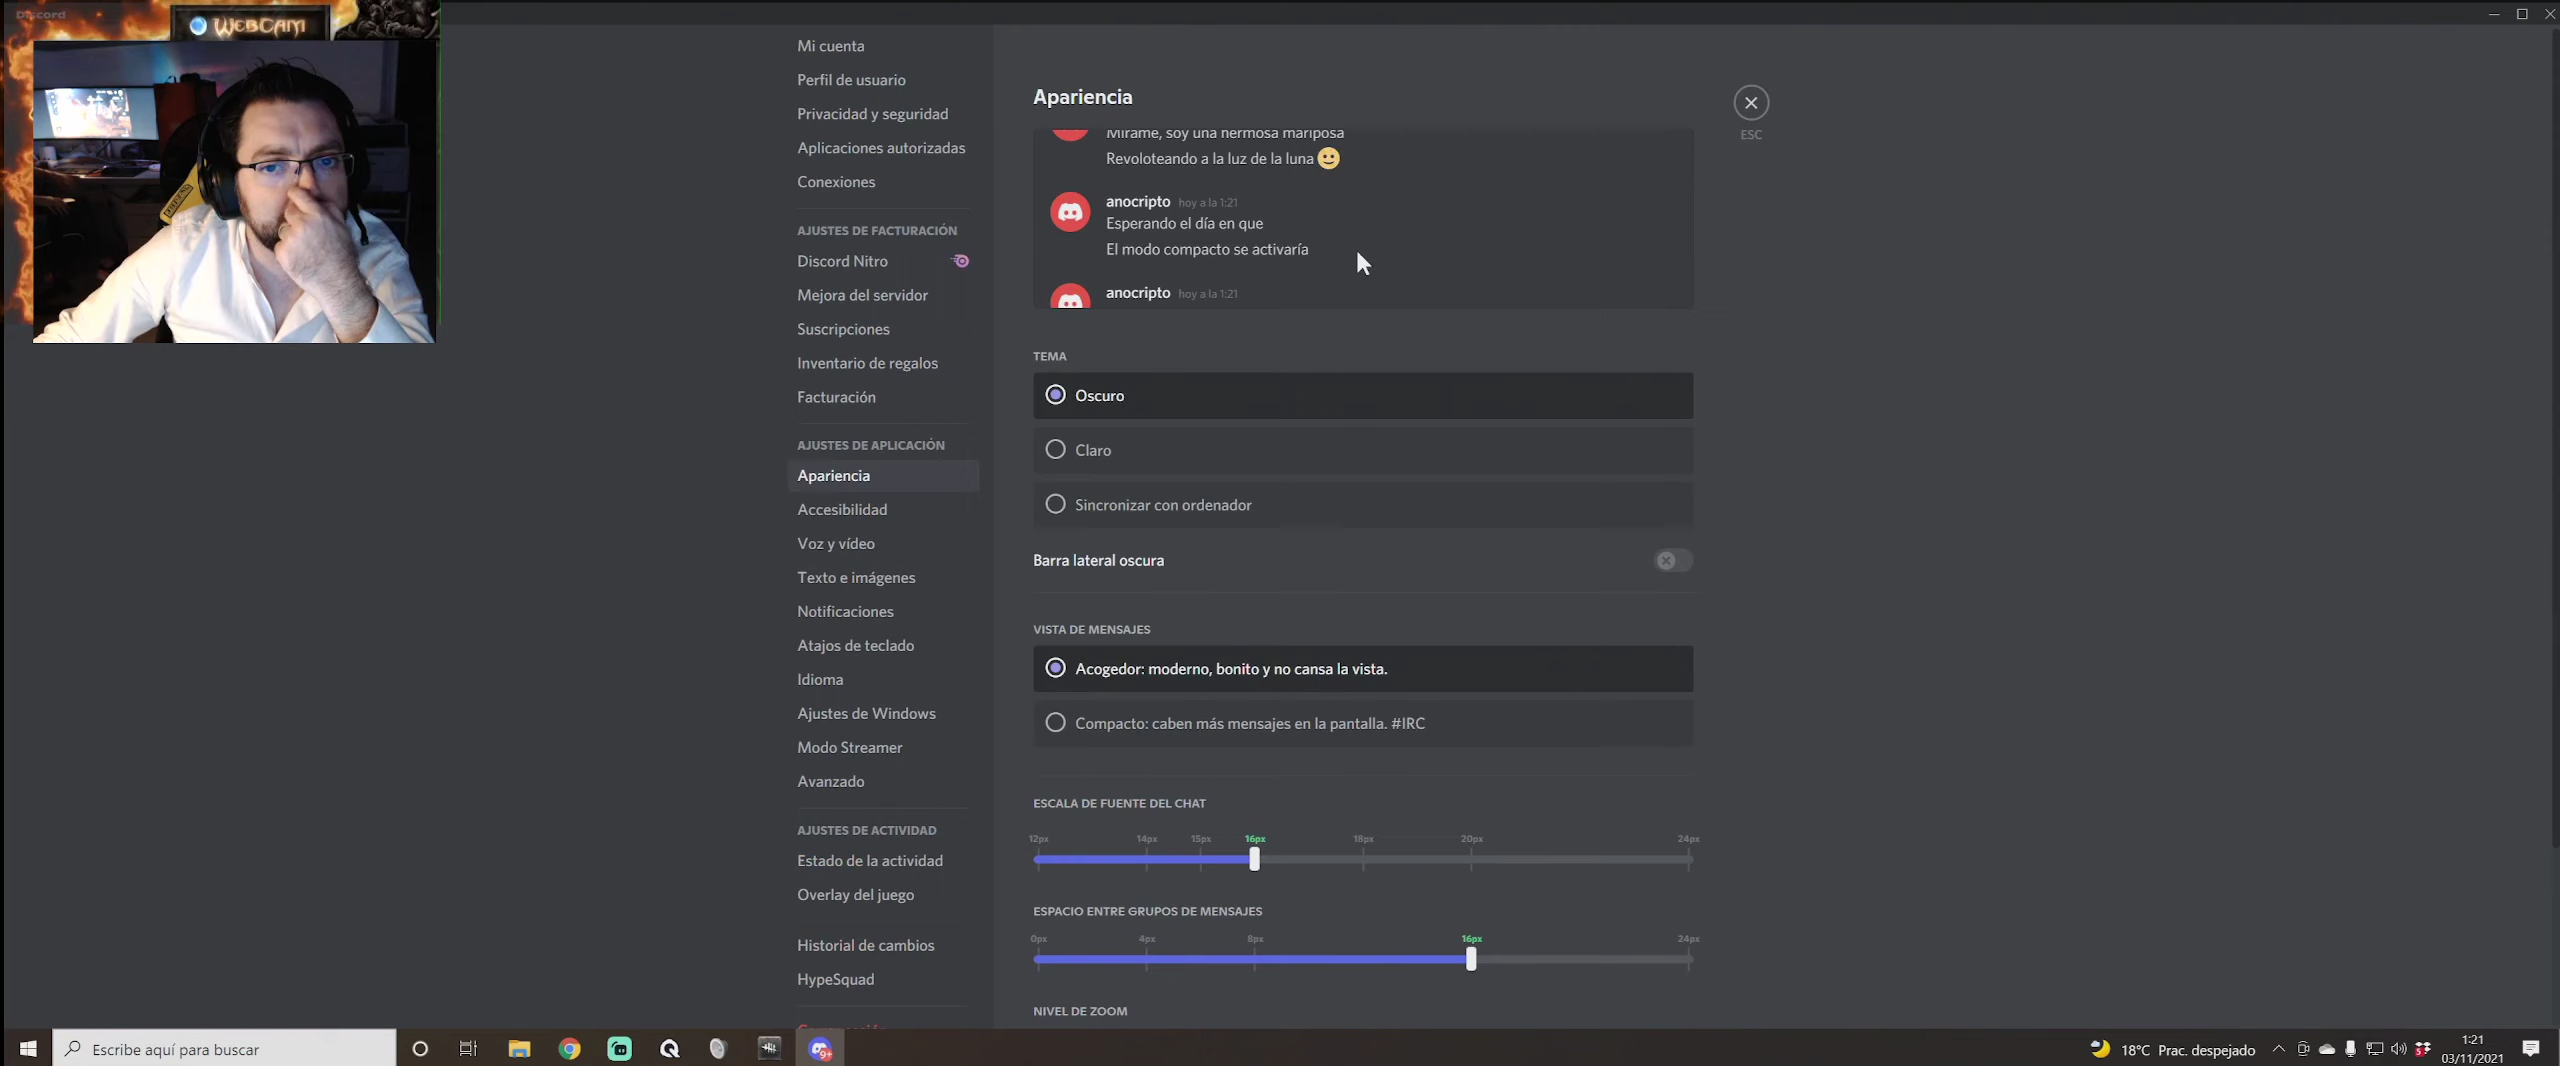 Discord
WEBCAM
Mi cuenta
Perfil de usuario
Privacidad y seguridad
Aplicaciones autorizadas
Conexiones
AJUSTES DE FACTURACIÓN
Discord Nitro
Mejora del servidor
Suscripciones
Inventario de regalos
Facturación
AJUSTES DE APLICACIÓN
Apariencia
Accesibilidad
Voz y vídeo
Texto e imágenes
Notificaciones
Atajos de teclado
Idioma
Ajustes de Windows
Modo Streamer
Avanzado
AJUSTES DE ACTIVIDAD
Estado de la actividad
Overlay del juego
Historial de cambios
HypeSquad
Apariencia
ESC
Mírame, soy una hermosa mariposa
Revoloteando a la luz de la luna
anocripto hoy a la 1:21
Esperando el día en que
El modo compacto se activaría
anocripto hoy a la 1:21
TEMA
Oscuro
Claro
Sincronizar con ordenador
Barra lateral oscura
VISTA DE MENSAJES
Acogedor: moderno, bonito y no cansa la vista.
Compacto: caben más mensajes en la pantalla. #IRC
ESCALA DE FUENTE DEL CHAT
12px 14px 15px 16px 18px 20px 24px
ESPACIO ENTRE GRUPOS DE MENSAJES
0px 4px 8px 16px 24px
NIVEL DE ZOOM
Escribe aquí para buscar
9+
18°C Prac. despejado
5
1:21
03/11/2021